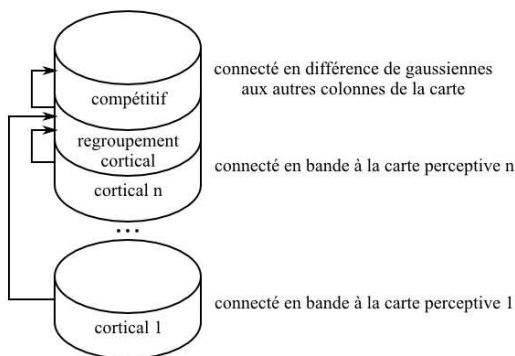 connecté en différence de gaussiennes
aux autres colonnes de la carte
compétitif
regroupement
cortical
connecté en bande à la carte perceptive n
cortical n
...
connecté en bande à la carte perceptive 1
cortical 1